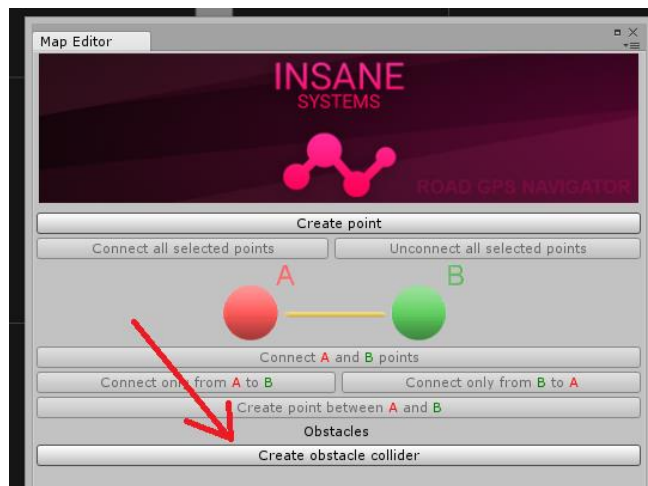 Map Editor
INSANE
SYSTEMS
ROAD GPS NAVIGATOR
Create point
Connect all selected points
Unconnect all selected points
A
B
Connect A and B points
Connect only from A to B
Connect only from B to A
Create point between A and B
Obstacles
Create obstacle collider